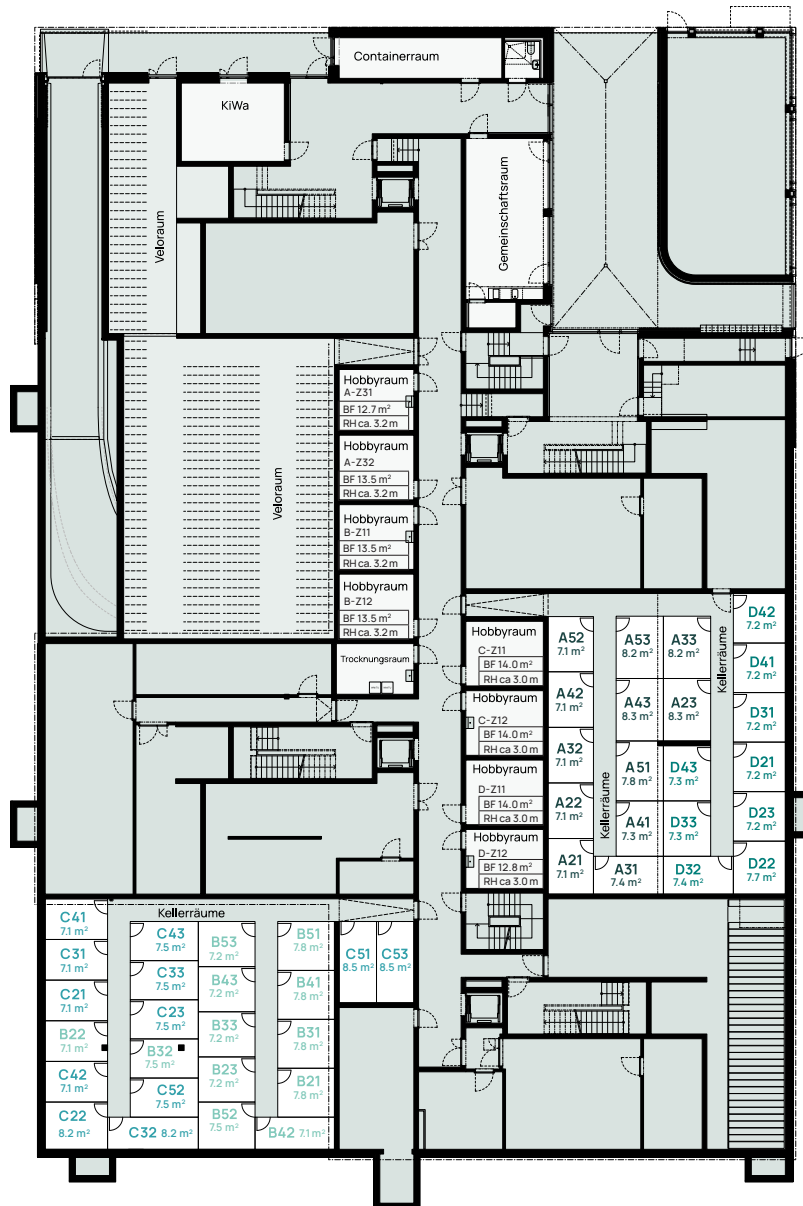 Containerraum
KiWa
Veloraum
Gemeinschaftsraum
Hobbyraum
A-Z31
BF 12.7 m²
RH ca. 3.2 m
Hobbyraum
A-Z32
BF 13.5 m²
RH ca. 3.2 m
Veloraum
Hobbyraum
B-Z11
BF 13.5 m²
RH ca. 3.2 m
Hobbyraum
B-Z12
BF 13.5 m²
RH ca. 3.2 m
Trocknungsraum
Hobbyraum
C-Z11
BF 14.0 m²
RH ca. 3.0 m
Hobbyraum
C-Z12
BF 14.0 m²
RH ca. 3.0 m
Hobbyraum
D-Z11
BF 14.0 m²
RH ca. 3.0 m
Hobbyraum
D-Z12
BF 12.8 m²
RH ca. 3.0 m
A52
7.1 m²
A42
7.1 m²
A32
7.1 m²
A22
7.1 m²
A21
7.1 m²
Kellerräume
A53
8.2 m²
A43
8.3 m²
A51
7.8 m²
A41
7.3 m²
A31
7.4 m²
A33
8.2 m²
A23
8.3 m²
D43
7.3 m²
D33
7.3 m²
D32
7.4 m²
Kellerräume
D42
7.2 m²
D41
7.2 m²
D31
7.2 m²
D21
7.2 m²
D23
7.2 m²
D22
7.7 m²
Kellerräume
C41
7.1 m²
C31
7.1 m²
C21
7.1 m²
B22
7.1 m²
C42
7.1 m²
C22
8.2 m²
C43
7.5 m²
C33
7.5 m²
C23
7.5 m²
B32
7.5 m²
C52
7.5 m²
C32 8.2 m²
B53
7.2 m²
B43
7.2 m²
B33
7.2 m²
B23
7.2 m²
B52
7.5 m²
B51
7.8 m²
B41
7.8 m²
B31
7.8 m²
B21
7.8 m²
B42 7.1 m²
C51
8.5 m²
C53
8.5 m²